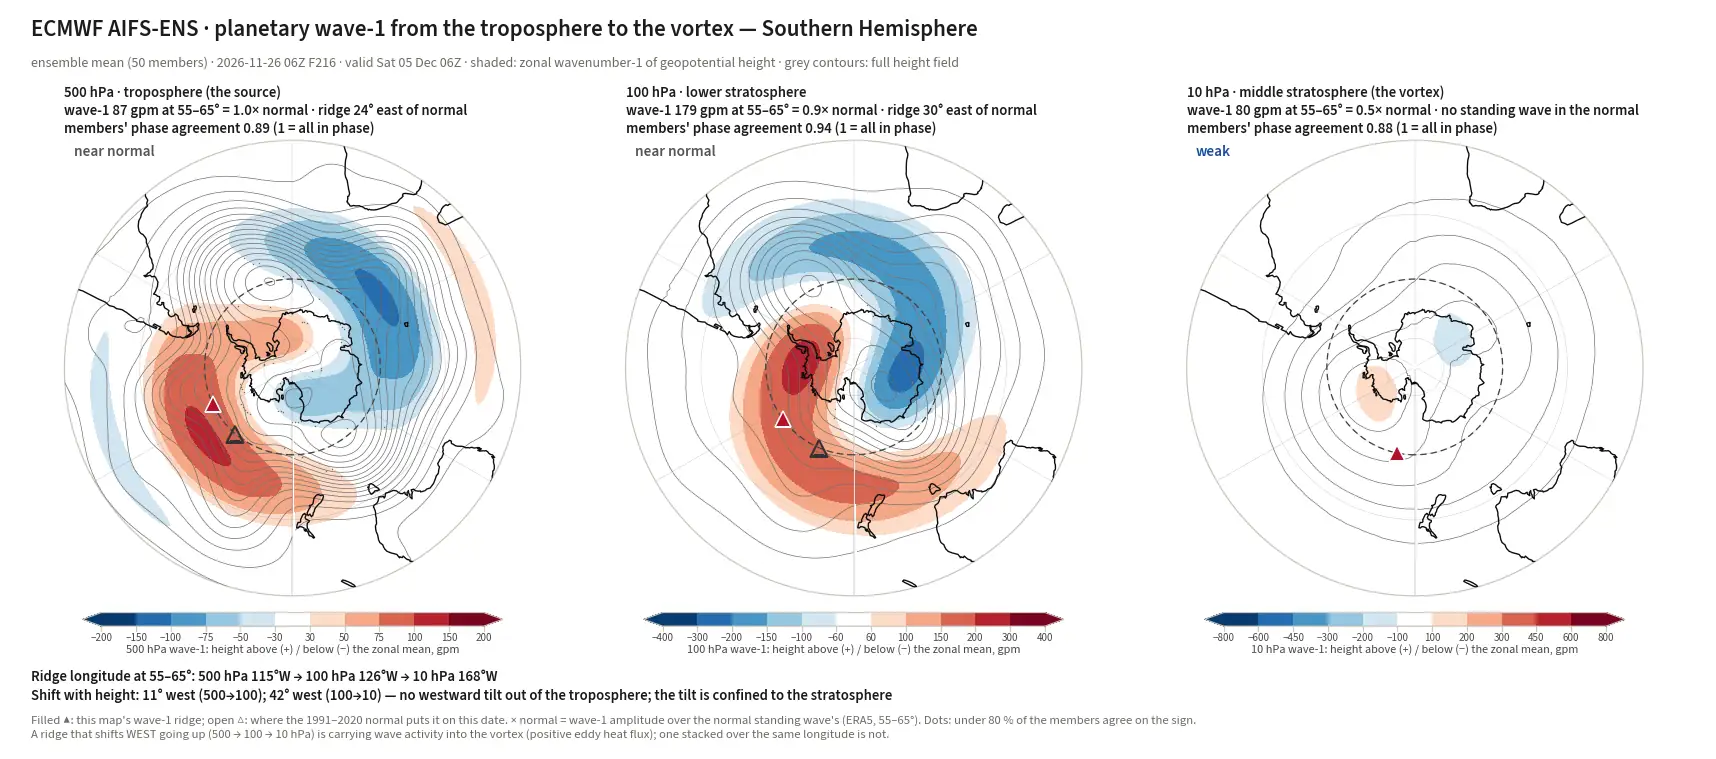 ECMWF AIFS-ENS · planetary wave-1 from the troposphere to the vortex — Southern Hemisphere
ensemble mean (50 members) · 2026-11-26 06Z F216 · valid Sat 05 Dec 06Z · shaded: zonal wavenumber-1 of geopotential height · grey contours: full height field
500 hPa · troposphere (the source)
wave-1 87 gpm at 55–65° = 1.0× normal · ridge 24° east of normal
members' phase agreement 0.89 (1 = all in phase)
near normal
100 hPa · lower stratosphere
wave-1 179 gpm at 55–65° = 0.9× normal · ridge 30° east of normal
members' phase agreement 0.94 (1 = all in phase)
near normal
10 hPa · middle stratosphere (the vortex)
wave-1 80 gpm at 55–65° = 0.5× normal · no standing wave in the normal
members' phase agreement 0.88 (1 = all in phase)
weak
−200 −150 −100 −75 −50 −30 30 50 75 100 150 200
500 hPa wave-1: height above (+) / below (−) the zonal mean, gpm
−400 −300 −200 −150 −100 −60 60 100 150 200 300 400
100 hPa wave-1: height above (+) / below (−) the zonal mean, gpm
−800 −600 −450 −300 −200 −100 100 200 300 450 600 800
10 hPa wave-1: height above (+) / below (−) the zonal mean, gpm
Ridge longitude at 55–65°: 500 hPa 115°W → 100 hPa 126°W → 10 hPa 168°W
Shift with height: 11° west (500→100); 42° west (100→10) — no westward tilt out of the troposphere; the tilt is confined to the stratosphere
Filled ▲: this map's wave-1 ridge; open △: where the 1991–2020 normal puts it on this date. × normal = wave-1 amplitude over the normal standing wave's (ERA5, 55–65°). Dots: under 80 % of the members agree on the sign.
A ridge that shifts WEST going up (500 → 100 → 10 hPa) is carrying wave activity into the vortex (positive eddy heat flux); one stacked over the same longitude is not.